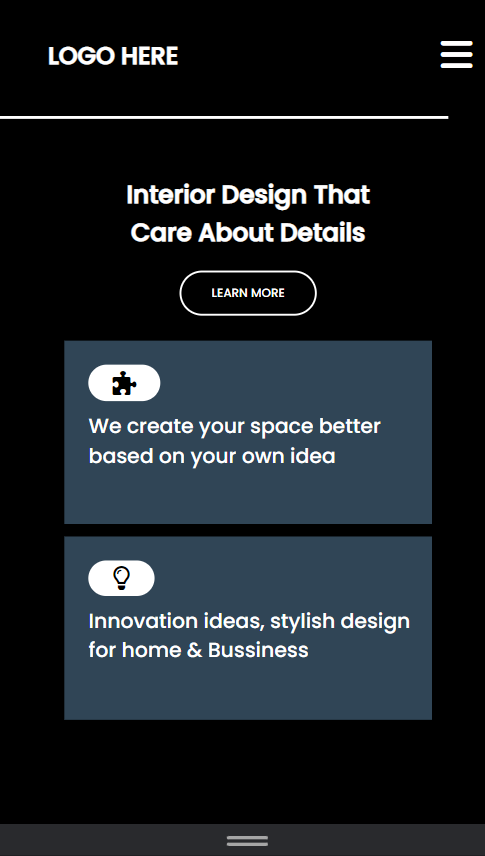 LOGO HERE
Interior Design That
Care About Details
LEARN MORE
We create your space better
based on your own idea
Innovation ideas, stylish design
for home & Bussiness